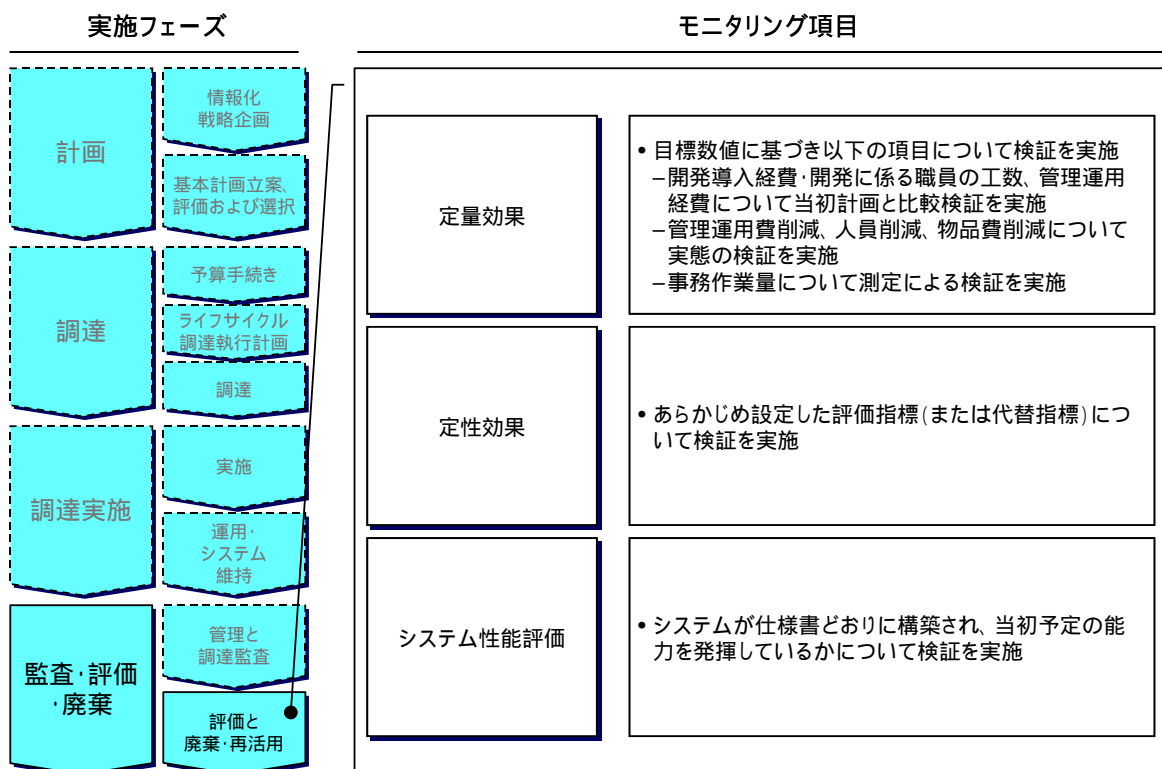 実施フェーズ
モニタリング項目
計画
情報化
戦略企画
基本計画立案、
評価および選択
調達
予算手続き
ライフサイクル
調達執行計画
調達
調達実施
実施
運用・
システム
維持
監査・評価
・廃棄
管理と
調達監査
評価と
廃棄・再活用
定量効果
• 目標数値に基づき以下の項目について検証を実施
–開発導入経費・開発に係る職員の工数、管理運用
経費について当初計画と比較検証を実施
–管理運用費削減、人員削減、物品費削減について
実態の検証を実施
–事務作業量について測定による検証を実施
定性効果
• あらかじめ設定した評価指標(または代替指標)につ
いて検証を実施
システム性能評価
• システムが仕様書どおりに構築され、当初予定の能
力を発揮しているかについて検証を実施